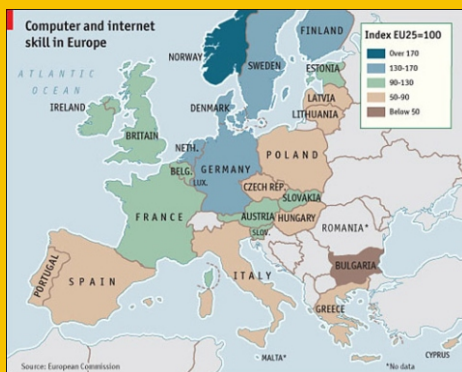 Computer and internet
skill in Europe
Index EU25=100
Over 170
130-170
90-130
50-90
Below 50
ATLANTIC
OCEAN
NORWAY
SWEDEN
FINLAND
ESTONIA
LATVIA
LITHUANIA
IRELAND
BRITAIN
DENMARK
NETH.
BELG.
LUX.
GERMANY
POLAND
CZECH REP.
SLOVAKIA
FRANCE
AUSTRIA
HUNGARY
SLOV.
ROMANIA*
BULGARIA
PORTUGAL
SPAIN
ITALY
GREECE
MALTA*
CYPRUS
Source: European Commission
*No data